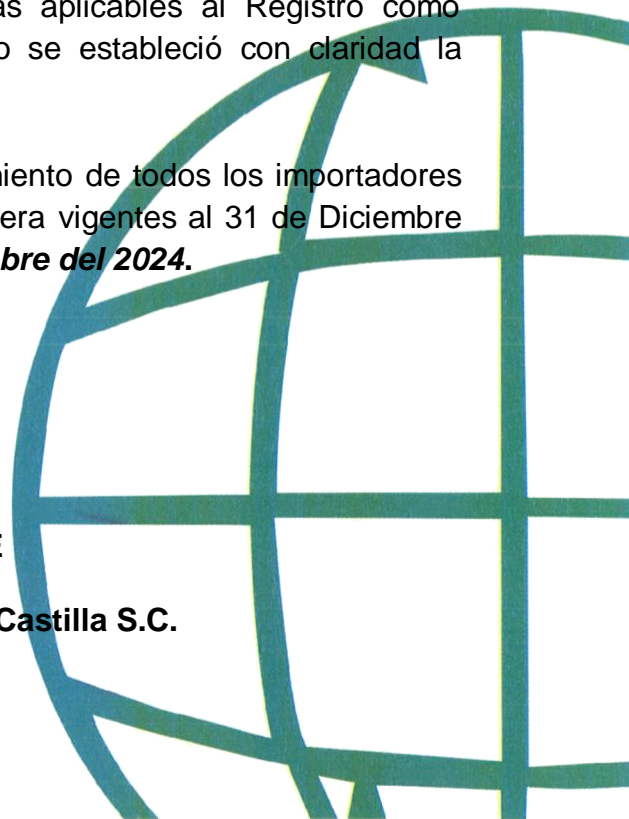 as aplicables al Registro como
o se estableció con claridad la
niento de todos los importadores
era vigentes al 31 de Diciembre
bre del 2024.
E
Castilla S.C.